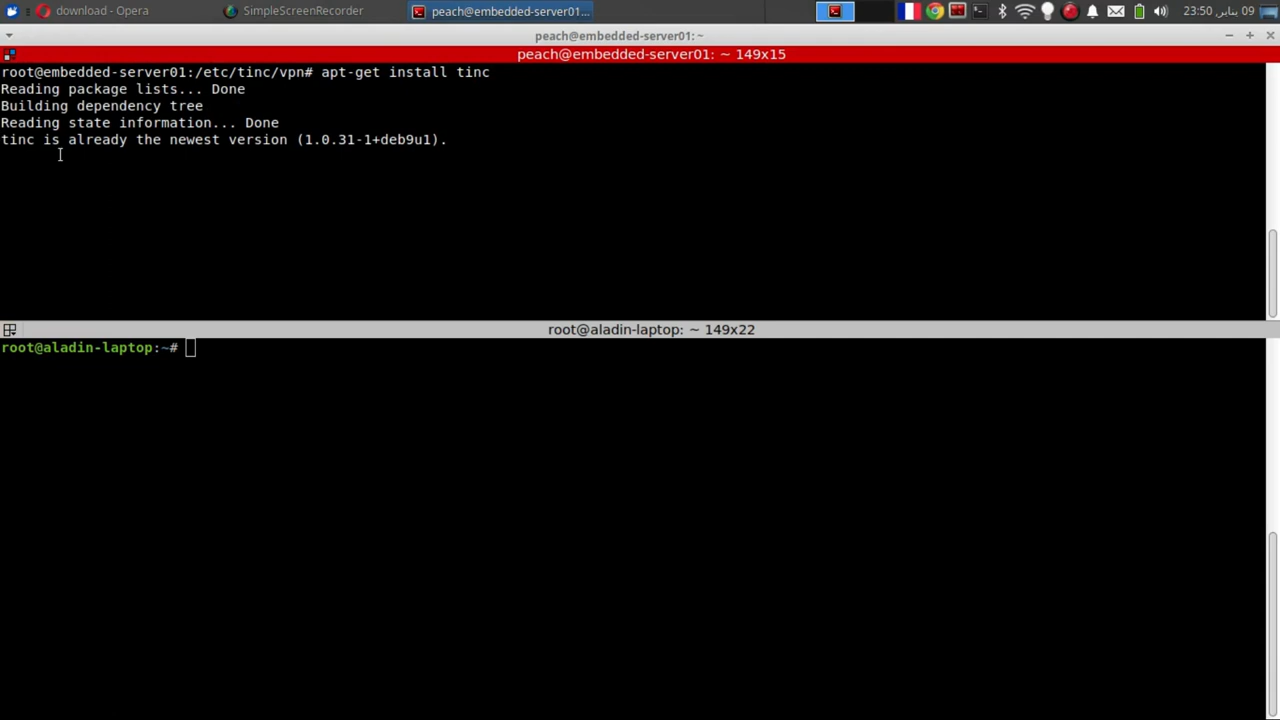 download - Opera
SimpleScreenRecorder
peach@embedded-server01...
23:50 يناير, 09
peach@embedded-server01: ~
peach@embedded-server01: ~ 149x15
root@embedded-server01:/etc/tinc/vpn# apt-get install tinc
Reading package lists... Done
Building dependency tree
Reading state information... Done
tinc is already the newest version (1.0.31-1+deb9u1).
root@aladin-laptop: ~ 149x22
root@aladin-laptop:~#